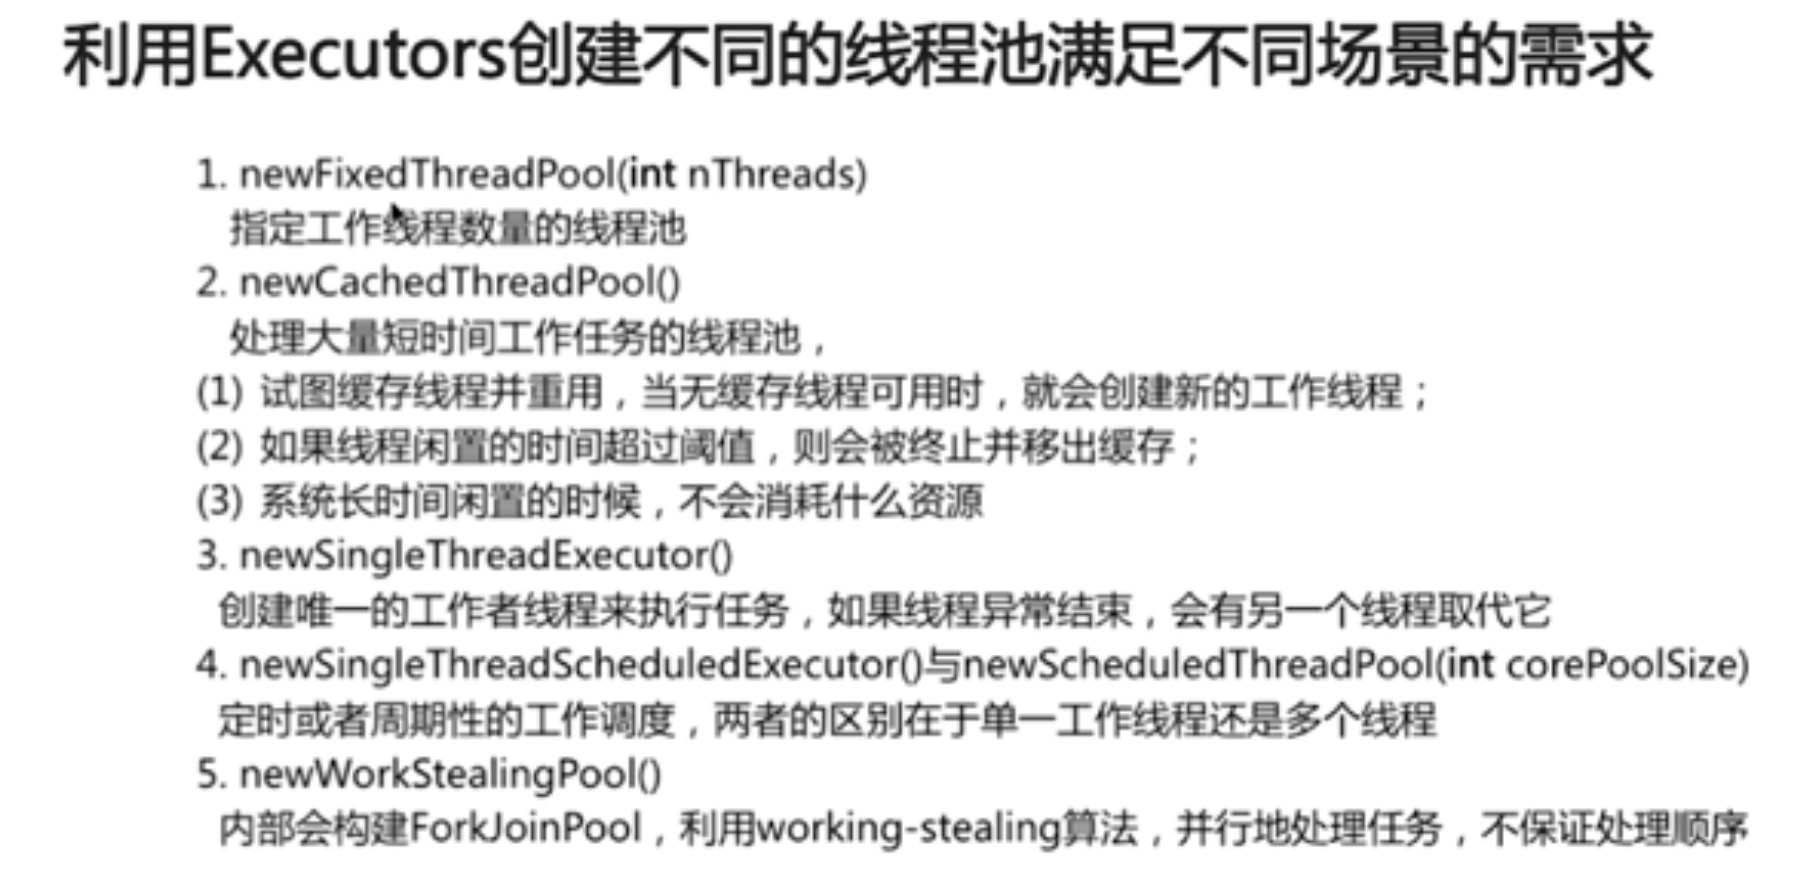 利用Executors创建不同的线程池满足不同场景的需求
1. newFixedThreadPool(int nThreads)
指定工作线程数量的线程池
2. newCachedThreadPool()
处理大量短时间工作任务的线程池，
(1) 试图缓存线程并重用，当无缓存线程可用时，就会创建新的工作线程；
(2) 如果线程闲置的时间超过阈值，则会被终止并移出缓存；
(3) 系统长时间闲置的时候，不会消耗什么资源
3. newSingleThreadExecutor()
创建唯一的工作者线程来执行任务，如果线程异常结束，会有另一个线程取代它
4. newSingleThreadScheduledExecutor()与newScheduledThreadPool(int corePoolSize)
定时或者周期性的工作调度，两者的区别在于单一工作线程还是多个线程
5. newWorkStealingPool()
内部会构建ForkJoinPool，利用working-stealing算法，并行地处理任务，不保证处理顺序